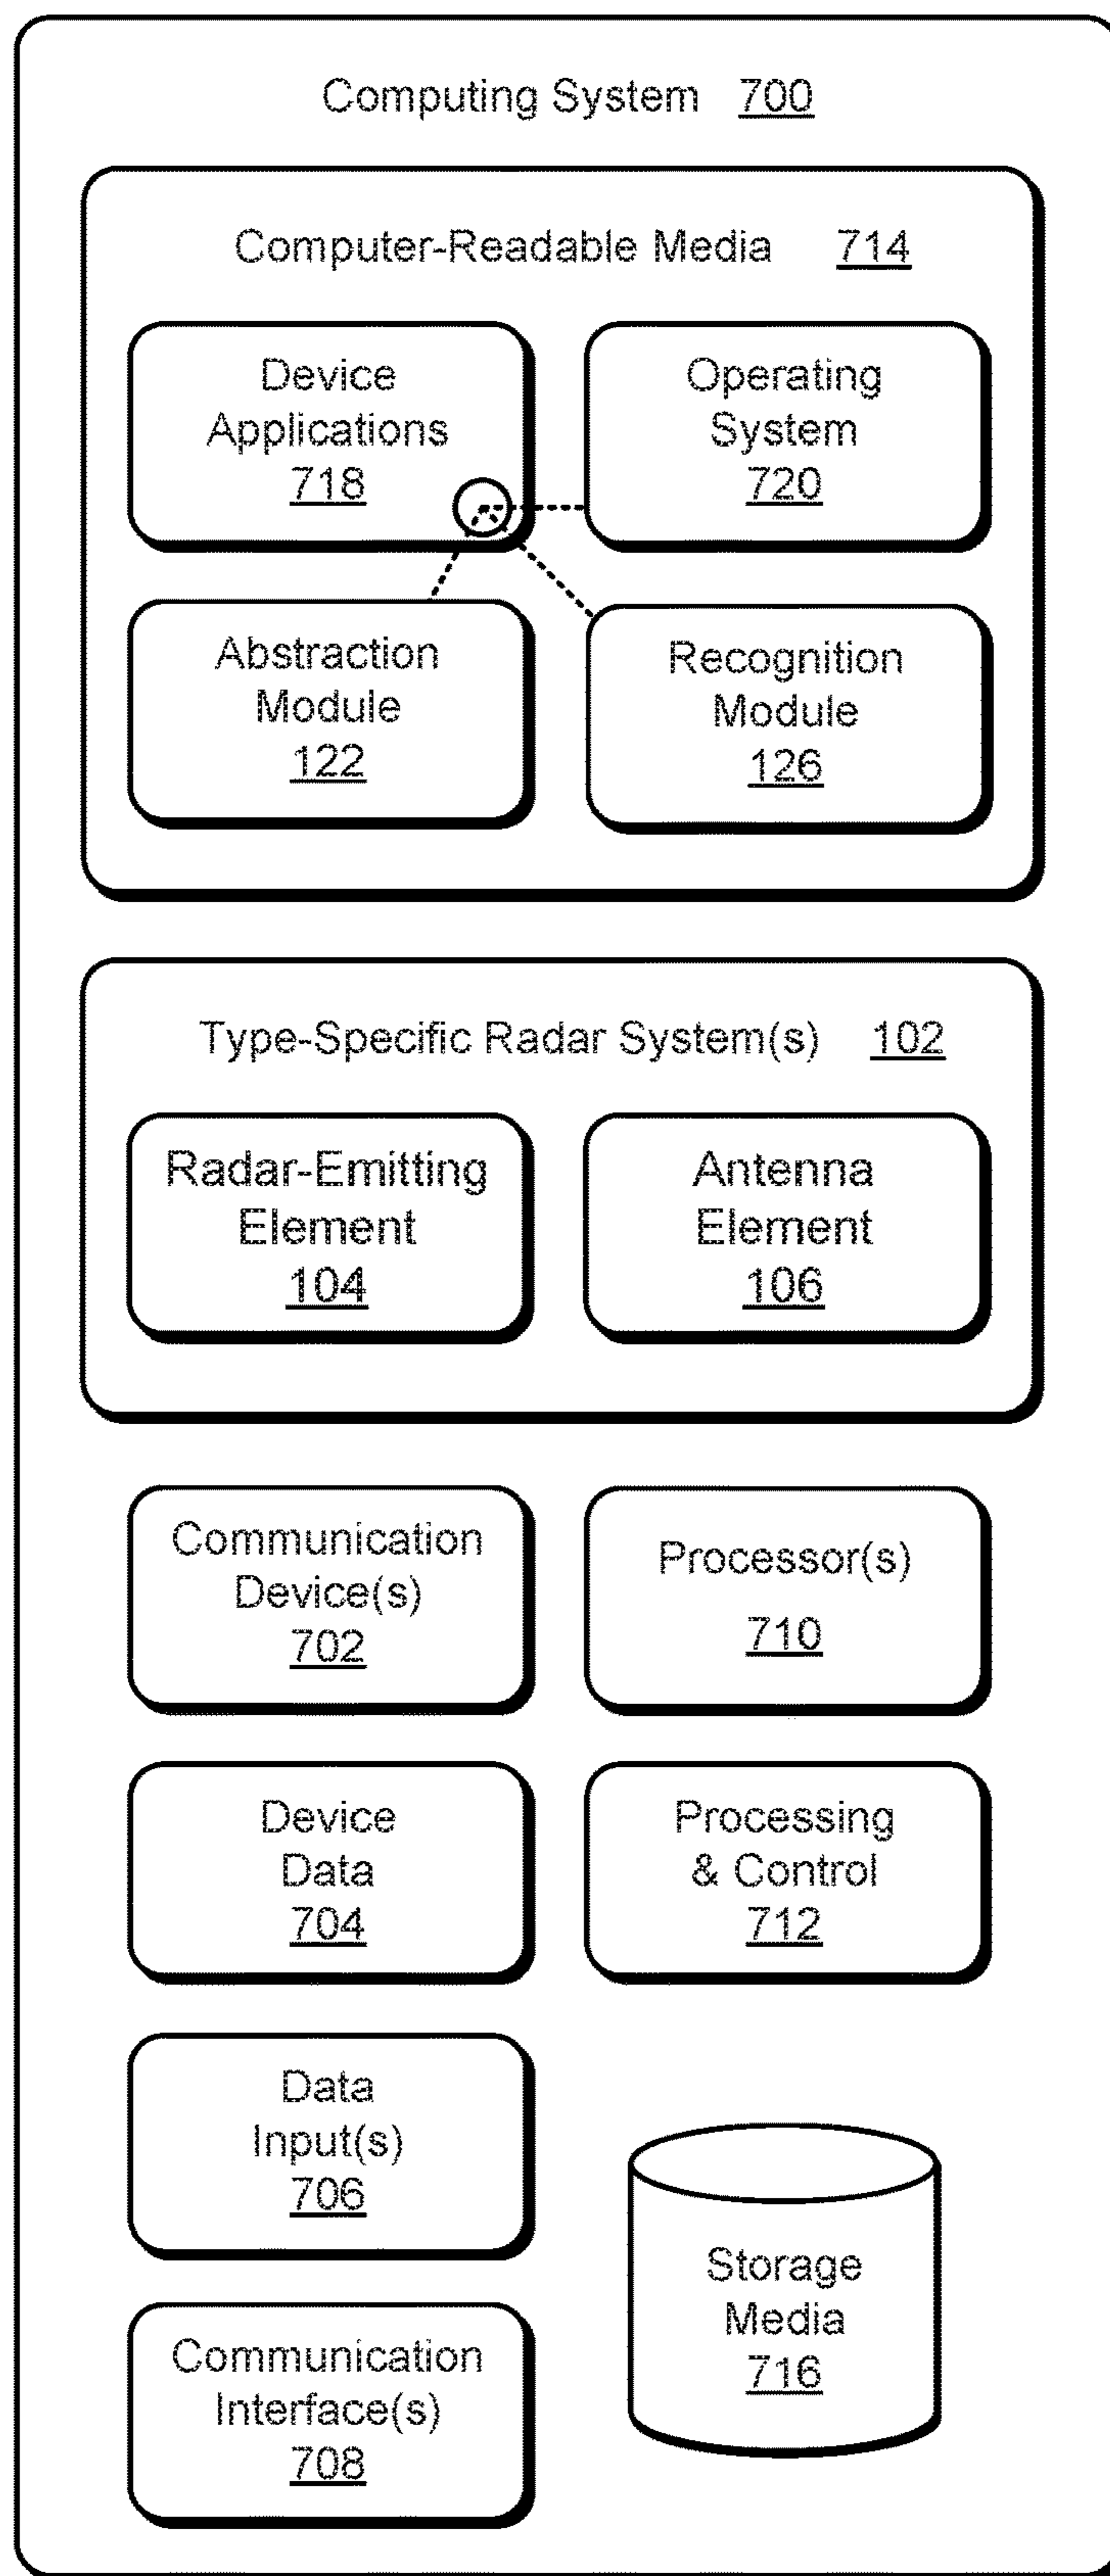 Computing System 700
Computer-Readable Media 714
Device
Applications
718
Operating
System
720
Abstraction
Module
122
Recognition
Module
126
Type-Specific Radar System(s) 102
Radar-Emitting
Element
104
Antenna
Element
106
Communication
Device(s)
702
Processor(s)
710
Device
Data
704
Processing
& Control
712
Data
Input(s)
706
Storage
Media
716
Communication
Interface(s)
708